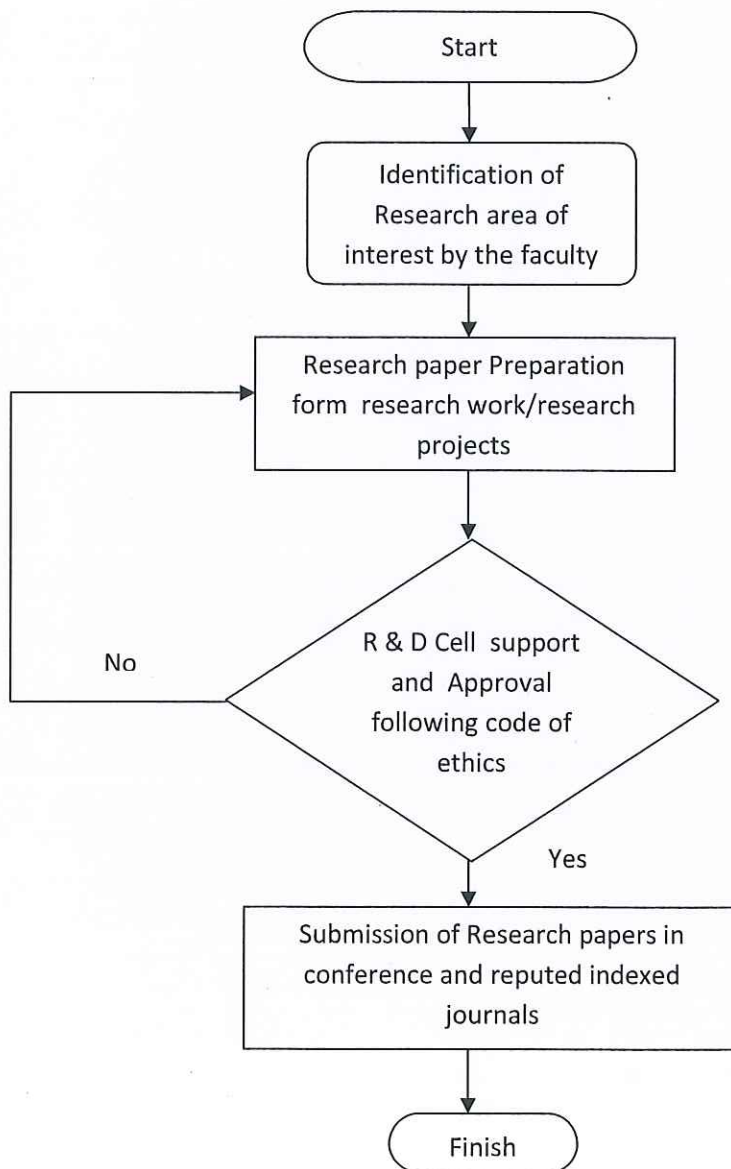 Start
Identification of
Research area of
interest by the faculty
Research paper Preparation
form research work/research
projects
No
R & D Cell support
and Approval
following code of
ethics
Yes
Submission of Research papers in
conference and reputed indexed
journals
Finish